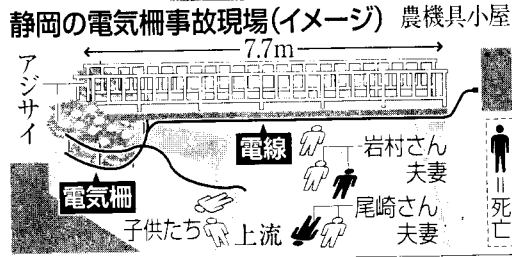 静岡の電気柵事故現場(イメージ)
農機具小屋
7.7m
アジサイ
電線
電気柵
岩村さん
夫妻
尾崎さん
夫妻
子供たち
上流
=死亡